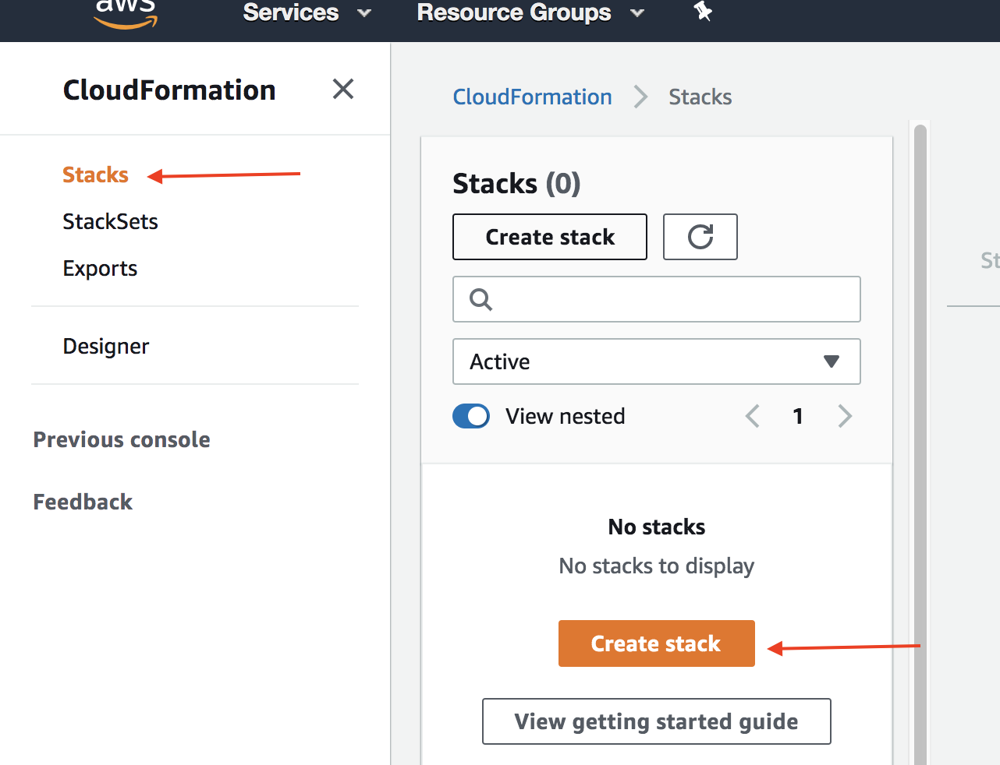 aws Services Resource Groups
CloudFormation
Stacks
StackSets
Exports
Designer
Previous console
Feedback
CloudFormation > Stacks
Stacks (0)
Create stack
Active
View nested 1
No stacks
No stacks to display
Create stack
View getting started guide
St